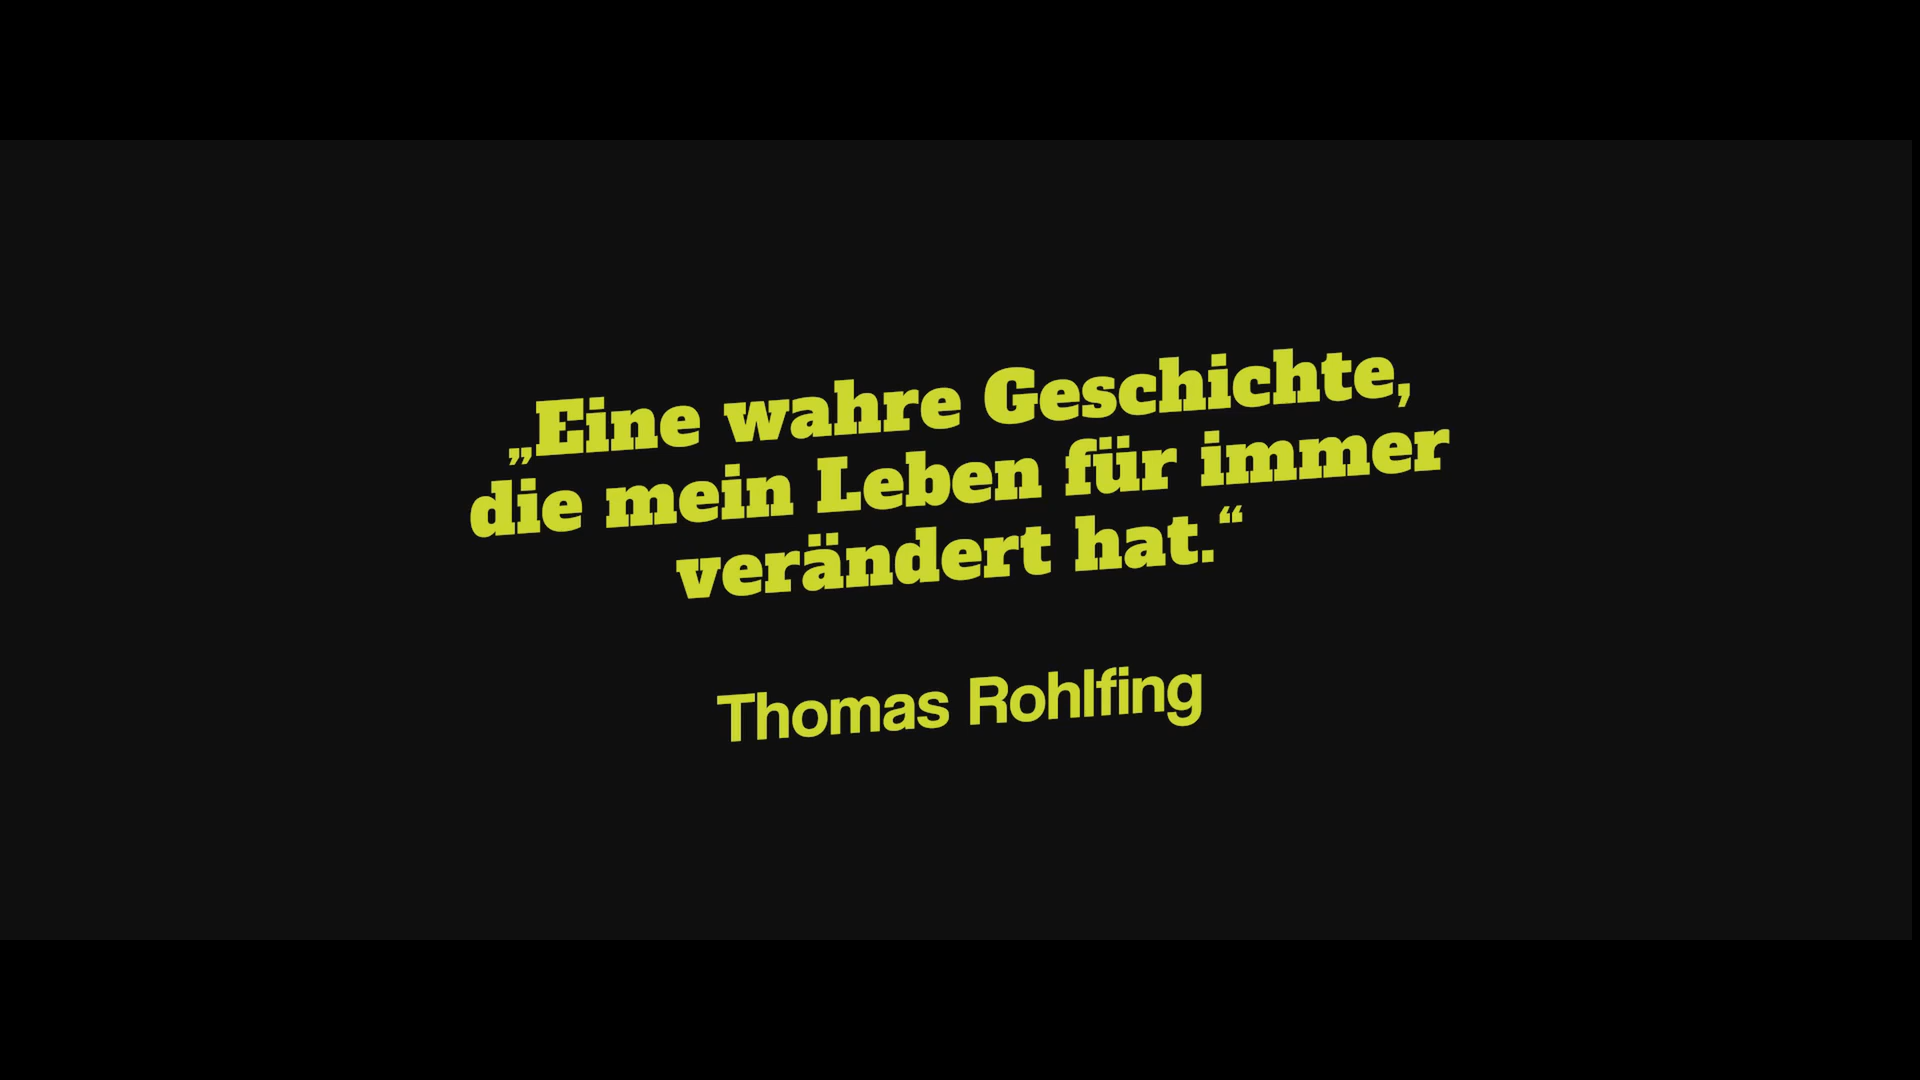 „Eine wahre Geschichte,
die mein Leben für immer
verändert hat.“
Thomas Rohlfing